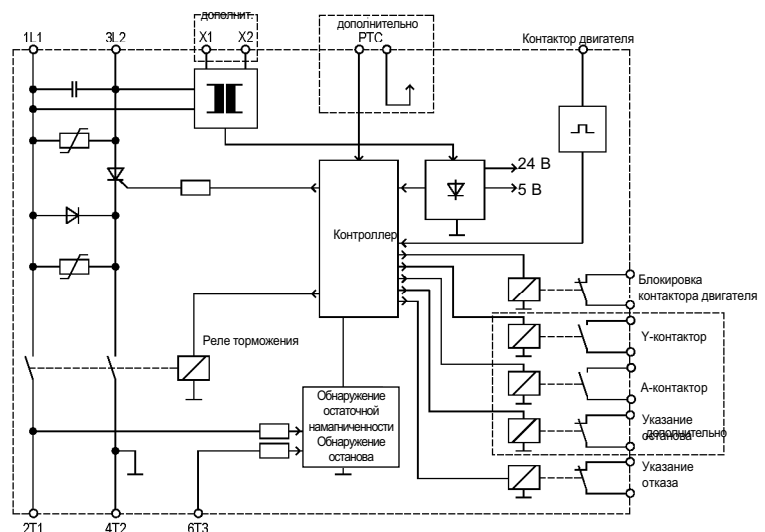 дополнит.
дополнительно
1L1
3L2
X1
X2
PTC
Контактор двигателя
24 В
5 В
Контроллер
Блокировка
контактора двигателя
Реле торможения
Y-контактор
А-контактор
Обнаружение
остаточной
намагниченности
Обнаружение
останова
Указание
останова
дополнительно
Указание
отказа
2T1
4T2
6T3